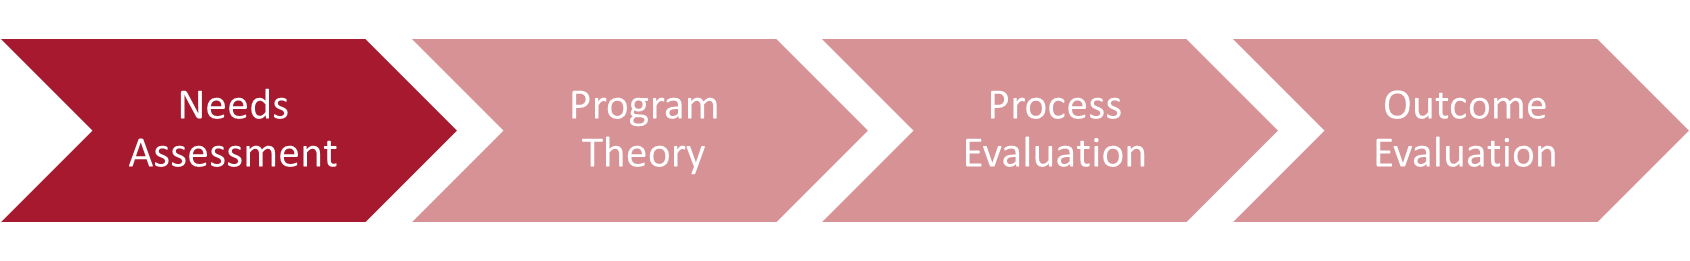 Needs
Assessment
Program
Theory
Process
Evaluation
Outcome
Evaluation